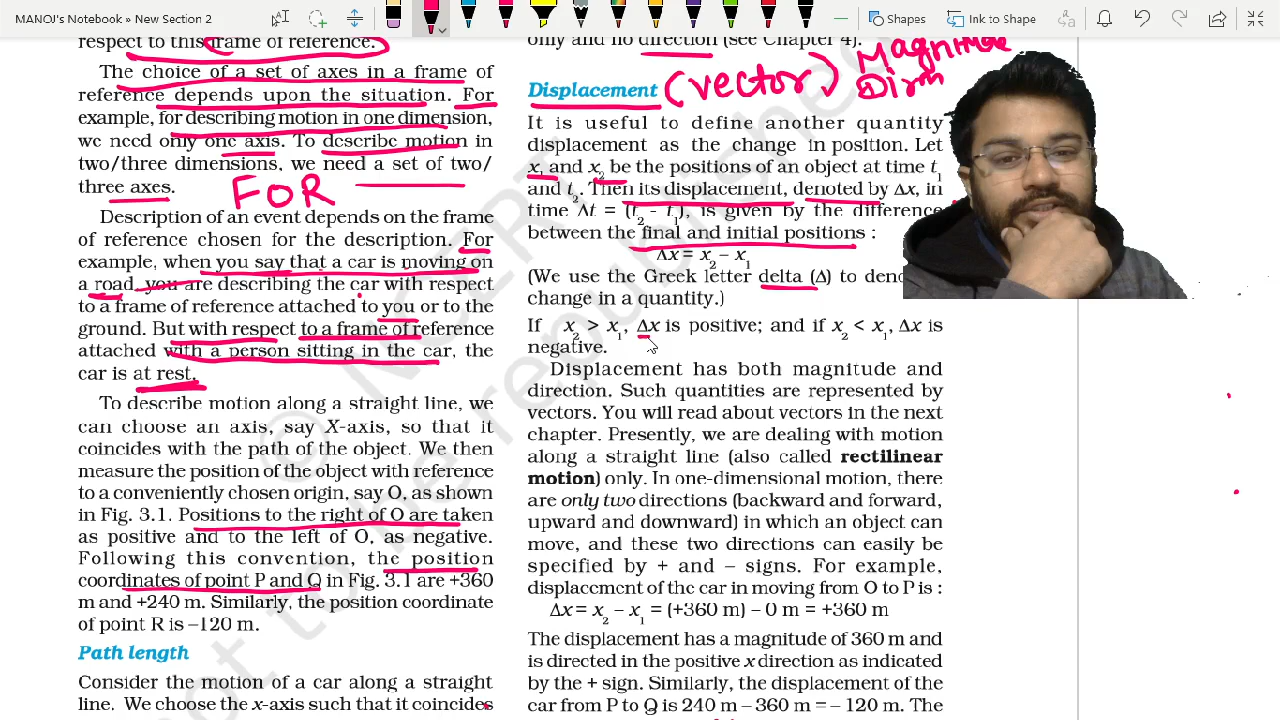 MANOJ's Notebook » New Section 2
Shapes
Ink to Shape
respect to this frame of reference.
The choice of a set of axes in a frame of
reference depends upon the situation. For
example, for describing motion in one dimension,
we need only one axis. To describe motion in
two/three dimensions, we need a set of two/
three axes.
FOR
Description of an event depends on the frame
of reference chosen for the description. For
example, when you say that a car is moving on
a road, you are describing the car with respect
to a frame of reference attached to you or to the
ground. But with respect to a frame of reference
attached with a person sitting in the car, the
car is at rest.
To describe motion along a straight line, we
can choose an axis, say X-axis, so that it
coincides with the path of the object. We then
measure the position of the object with reference
to a conveniently chosen origin, say O, as shown
in Fig. 3.1. Positions to the right of O are taken
as positive and to the left of O, as negative.
Following this convention, the position
coordinates of point P and Q in Fig. 3.1 are +360
m and +240 m. Similarly, the position coordinate
of point R is –120 m.
Path length
Consider the motion of a car along a straight
line. We choose the x-axis such that it coincides
only and no direction (see Chapter 4).
Displacement (vector) Magnitude
Dirn
It is useful to define another quantity
displacement as the change in position. Let
x₁ and x₂ be the positions of an object at time t₁
and t₂. Then its displacement, denoted by Δx, in
time Δt = (t₂ - t₁), is given by the difference
between the final and initial positions :
Δx = x₂ – x₁
(We use the Greek letter delta (Δ) to
change in a quantity.)
If x₂ > x₁, Δx is positive; and if x₂ < x₁, Δx is
negative.
Displacement has both magnitude and
direction. Such quantities are represented by
vectors. You will read about vectors in the next
chapter. Presently, we are dealing with motion
along a straight line (also called rectilinear
motion) only. In one-dimensional motion, there
are only two directions (backward and forward,
upward and downward) in which an object can
move, and these two directions can easily be
specified by + and – signs. For example,
displacement of the car in moving from O to P is :
Δx = x₂ – x₁ = (+360 m) – 0 m = +360 m
The displacement has a magnitude of 360 m and
is directed in the positive x direction as indicated
by the + sign. Similarly, the displacement of the
car from P to Q is 240 m – 360 m = – 120 m. The